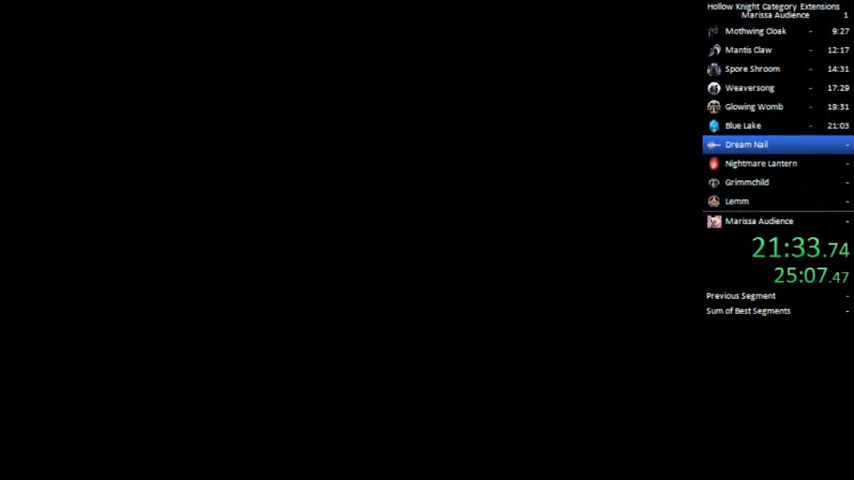 Hollow Knight Category Extensions
Marissa Audience 1
Mothwing Cloak - 9:27
Mantis Claw - 12:17
Spore Shroom - 14:31
Weaversong - 17:29
Glowing Womb - 19:31
Blue Lake - 21:03
Dream Nail -
Nightmare Lantern -
Grimmchild -
Lemm -
Marissa Audience -
21:33.74
25:07.47
Previous Segment -
Sum of Best Segments -